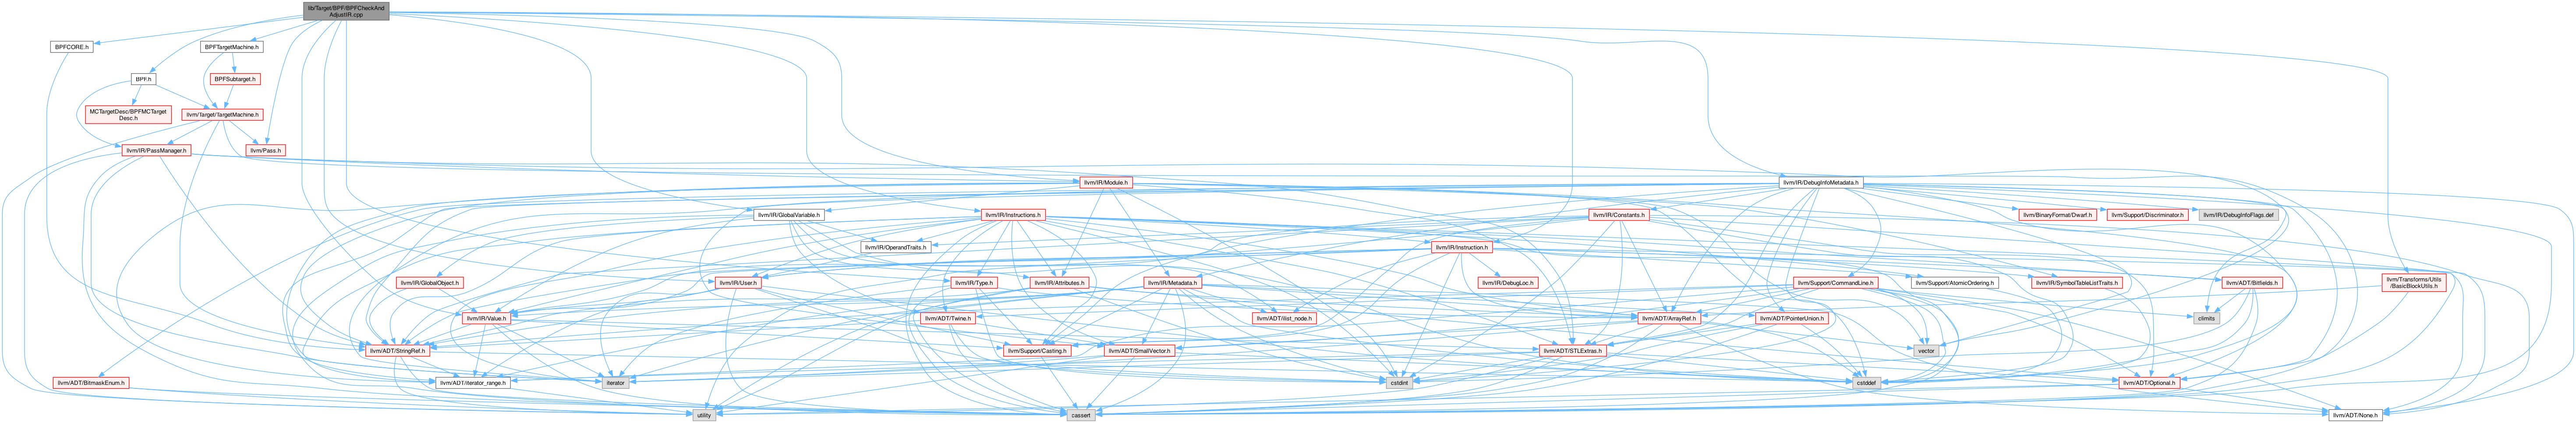 lib/Target/BPF/BPFCheckAnd
AdjustIR.cpp
BPFCORE.h
BPFTargetMachine.h
BPF.h
BPFSubtarget.h
MCTargetDesc/BPFMCTarget
Desc.h
llvm/Target/TargetMachine.h
llvm/IR/PassManager.h
llvm/Pass.h
llvm/IR/Module.h
llvm/IR/DebugInfoMetadata.h
llvm/IR/GlobalVariable.h
llvm/IR/Instructions.h
llvm/IR/Constants.h
llvm/BinaryFormat/Dwarf.h
llvm/Support/Discriminator.h
llvm/IR/DebugInfoFlags.def
llvm/IR/OperandTraits.h
llvm/IR/Instruction.h
llvm/IR/GlobalObject.h
llvm/IR/User.h
llvm/IR/Type.h
llvm/IR/Attributes.h
llvm/IR/Metadata.h
llvm/IR/DebugLoc.h
llvm/Support/CommandLine.h
llvm/Support/AtomicOrdering.h
llvm/IR/SymbolTableListTraits.h
llvm/ADT/Bitfields.h
llvm/Transforms/Utils
/BasicBlockUtils.h
llvm/IR/Value.h
llvm/ADT/Twine.h
llvm/ADT/ilist_node.h
llvm/ADT/ArrayRef.h
llvm/ADT/PointerUnion.h
climits
llvm/ADT/StringRef.h
llvm/Support/Casting.h
llvm/ADT/SmallVector.h
llvm/ADT/STLExtras.h
vector
llvm/ADT/BitmaskEnum.h
llvm/ADT/iterator_range.h
iterator
cstdint
cstddef
llvm/ADT/Optional.h
utility
cassert
llvm/ADT/None.h